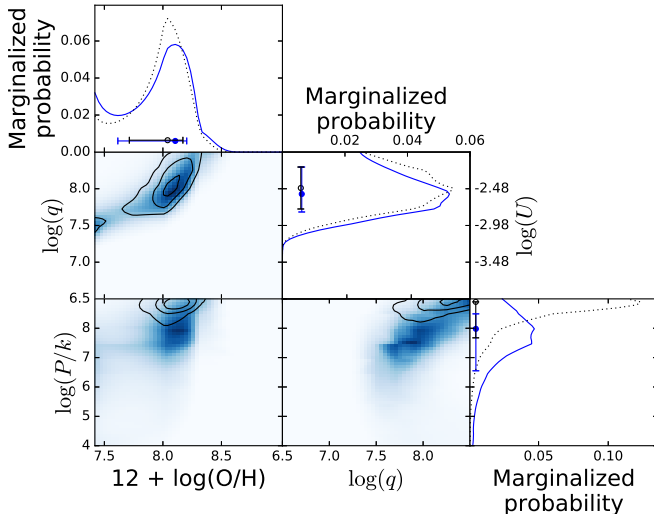 Marginalized
probability
0.08
0.06
0.04
0.02
0.00
Marginalized
probability
0.02 0.04 0.06
log(q)
8.0
7.5
7.0
6.5
-2.48
-2.98
-3.48
log(U)
log(P/k)
8
7
6
5
4
7.5 8.0 8.5 6.5
12 + log(O/H)
7.0 7.5 8.0
log(q)
0.05 0.10
Marginalized
probability